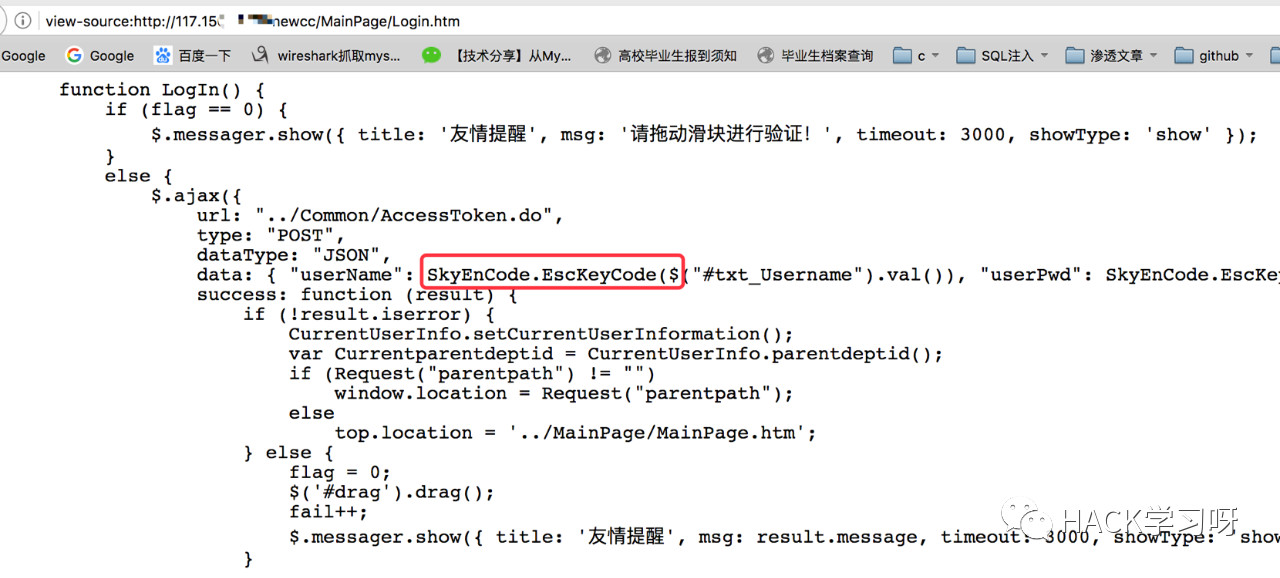 view-source:http://117.15 newcc/MainPage/Login.htm
Google Google 百度一下 wireshark抓取mys... 【技术分享】从My... 高校毕业生报到须知 毕业生档案查询 c SQL注入 渗透文章 github
function LogIn() {
if (flag == 0) {
$.messager.show({ title: '友情提醒', msg: '请拖动滑块进行验证！', timeout: 3000, showType: 'show' });
}
else {
$.ajax({
url: "../Common/AccessToken.do",
type: "POST",
dataType: "JSON",
data: { "userName": SkyEnCode.EscKeyCode($("#txt_Username").val()), "userPwd": SkyEnCode.EscKey
success: function (result) {
if (!result.iserror) {
CurrentUserInfo.setCurrentUserInformation();
var Currentparentdeptid = CurrentUserInfo.parentdeptid();
if (Request("parentpath") != "")
window.location = Request("parentpath");
else
top.location = '../MainPage/MainPage.htm';
} else {
flag = 0;
$('#drag').drag();
fail++;
$.messager.show({ title: '友情提醒', msg: result.message, timeout: 3000, showType: 'show
}
HACK学习呀